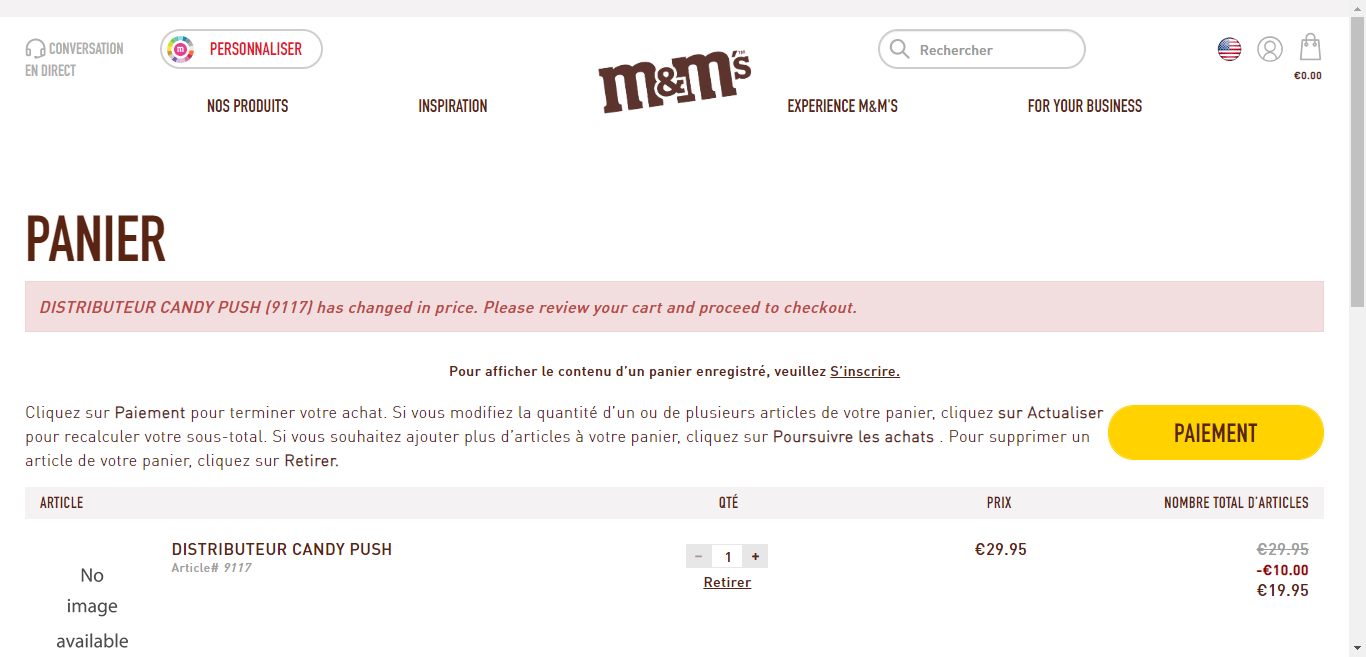 CONVERSATION
EN DIRECT
m
PERSONNALISER
m&m's™
Rechercher
€0.00
NOS PRODUITS
INSPIRATION
EXPERIENCE M&M'S
FOR YOUR BUSINESS
PANIER
DISTRIBUTEUR CANDY PUSH (9117) has changed in price. Please review your cart and proceed to checkout.
Pour afficher le contenu d'un panier enregistré, veuillez S'inscrire.
Cliquez sur Paiement pour terminer votre achat. Si vous modifiez la quantité d'un ou de plusieurs articles de votre panier, cliquez sur Actualiser
pour recalculer votre sous-total. Si vous souhaitez ajouter plus d'articles à votre panier, cliquez sur Poursuivre les achats . Pour supprimer un
article de votre panier, cliquez sur Retirer.
PAIEMENT
ARTICLE QTÉ PRIX NOMBRE TOTAL D'ARTICLES
No
image
available
DISTRIBUTEUR CANDY PUSH
Article# 9117
− 1 +
Retirer
€29.95
€29.95
-€10.00
€19.95